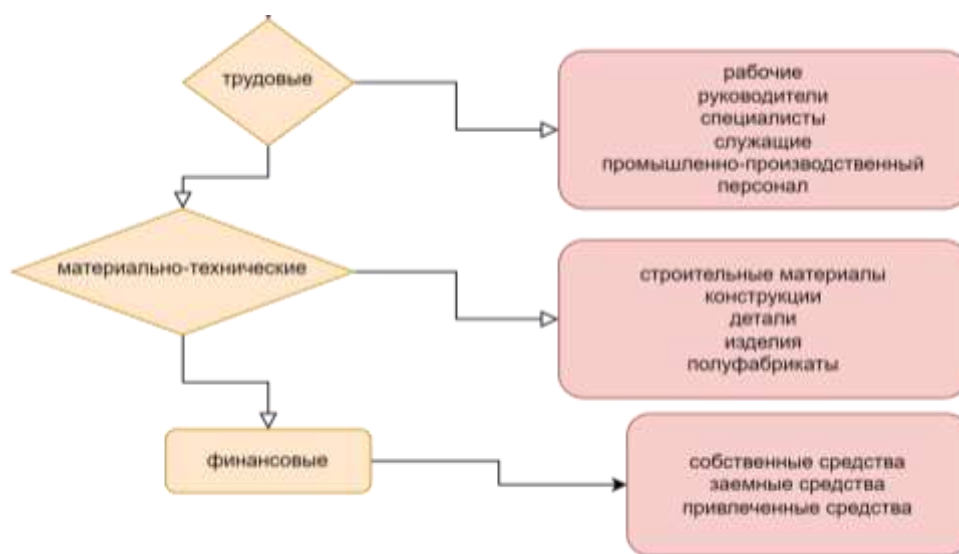 трудовые
рабочие
руководители
специалисты
служащие
промышленно-производственный
персонал
материально-технические
строительные материалы
конструкции
детали
изделия
полуфабрикаты
финансовые
собственные средства
заемные средства
привлеченные средства